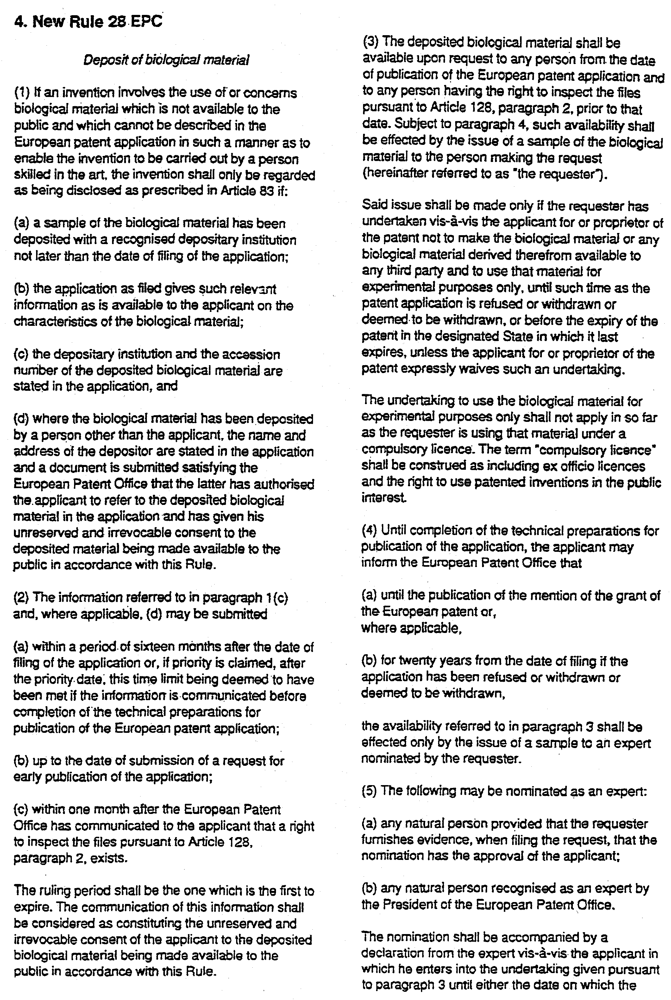 4. New Rule 28 EPC
Deposit of biological material
(1) If an invention involves the use of or concerns
biological material which is not available to the
public and which cannot be described in the
European patent application in such a manner as to
enable the invention to be carried out by a person
skilled in the art, the invention shall only be regarded
as being disclosed as prescribed in Article 83 if:
(a) a sample of the biological material has been
deposited with a recognised depositary institution
not later than the date of filing of the application;
(b) the application as filed gives such relevant
information as is available to the applicant on the
characteristics of the biological material;
(c) the depositary institution and the accession
number of the deposited biological material are
stated in the application, and
(d) where the biological material has been deposited
by a person other than the applicant, the name and
address of the depositor are stated in the application
and a document is submitted satisfying the
European Patent Office that the latter has authorised
the applicant to refer to the deposited biological
material in the application and has given his
unreserved and irrevocable consent to the
deposited material being made available to the
public in accordance with this Rule.
(2) The information referred to in paragraph 1(c)
and, where applicable, (d) may be submitted
(a) within a period of sixteen months after the date of
filing of the application or, if priority is claimed, after
the priority date, this time limit being deemed to have
been met if the information is communicated before
completion of the technical preparations for
publication of the European patent application;
(b) up to the date of submission of a request for
early publication of the application;
(c) within one month after the European Patent
Office has communicated to the applicant that a right
to inspect the files pursuant to Article 128,
paragraph 2, exists.
The ruling period shall be the one which is the first to
expire. The communication of this information shall
be considered as constituting the unreserved and
irrevocable consent of the applicant to the deposited
biological material being made available to the
public in accordance with this Rule.
(3) The deposited biological material shall be
available upon request to any person from the date
of publication of the European patent application and
to any person having the right to inspect the files
pursuant to Article 128, paragraph 2, prior to that
date. Subject to paragraph 4, such availability shall
be effected by the issue of a sample of the biological
material to the person making the request
(hereinafter referred to as "the requester").
Said issue shall be made only if the requester has
undertaken vis-à-vis the applicant for or proprietor of
the patent not to make the biological material or any
biological material derived therefrom available to
any third party and to use that material for
experimental purposes only, until such time as the
patent application is refused or withdrawn or
deemed to be withdrawn, or before the expiry of the
patent in the designated State in which it last
expires, unless the applicant for or proprietor of the
patent expressly waives such an undertaking.
The undertaking to use the biological material for
experimental purposes only shall not apply in so far
as the requester is using that material under a
compulsory licence. The term "compulsory licence"
shall be construed as including ex officio licences
and the right to use patented inventions in the public
interest.
(4) Until completion of the technical preparations for
publication of the application, the applicant may
inform the European Patent Office that
(a) until the publication of the mention of the grant of
the European patent or,
where applicable,
(b) for twenty years from the date of filing if the
application has been refused or withdrawn or
deemed to be withdrawn,
the availability referred to in paragraph 3 shall be
effected only by the issue of a sample to an expert
nominated by the requester.
(5) The following may be nominated as an expert:
(a) any natural person provided that the requester
furnishes evidence, when filing the request, that the
nomination has the approval of the applicant;
(b) any natural person recognised as an expert by
the President of the European Patent Office.
The nomination shall be accompanied by a
declaration from the expert vis-à-vis the applicant in
which he enters into the undertaking given pursuant
to paragraph 3 until either the date on which the